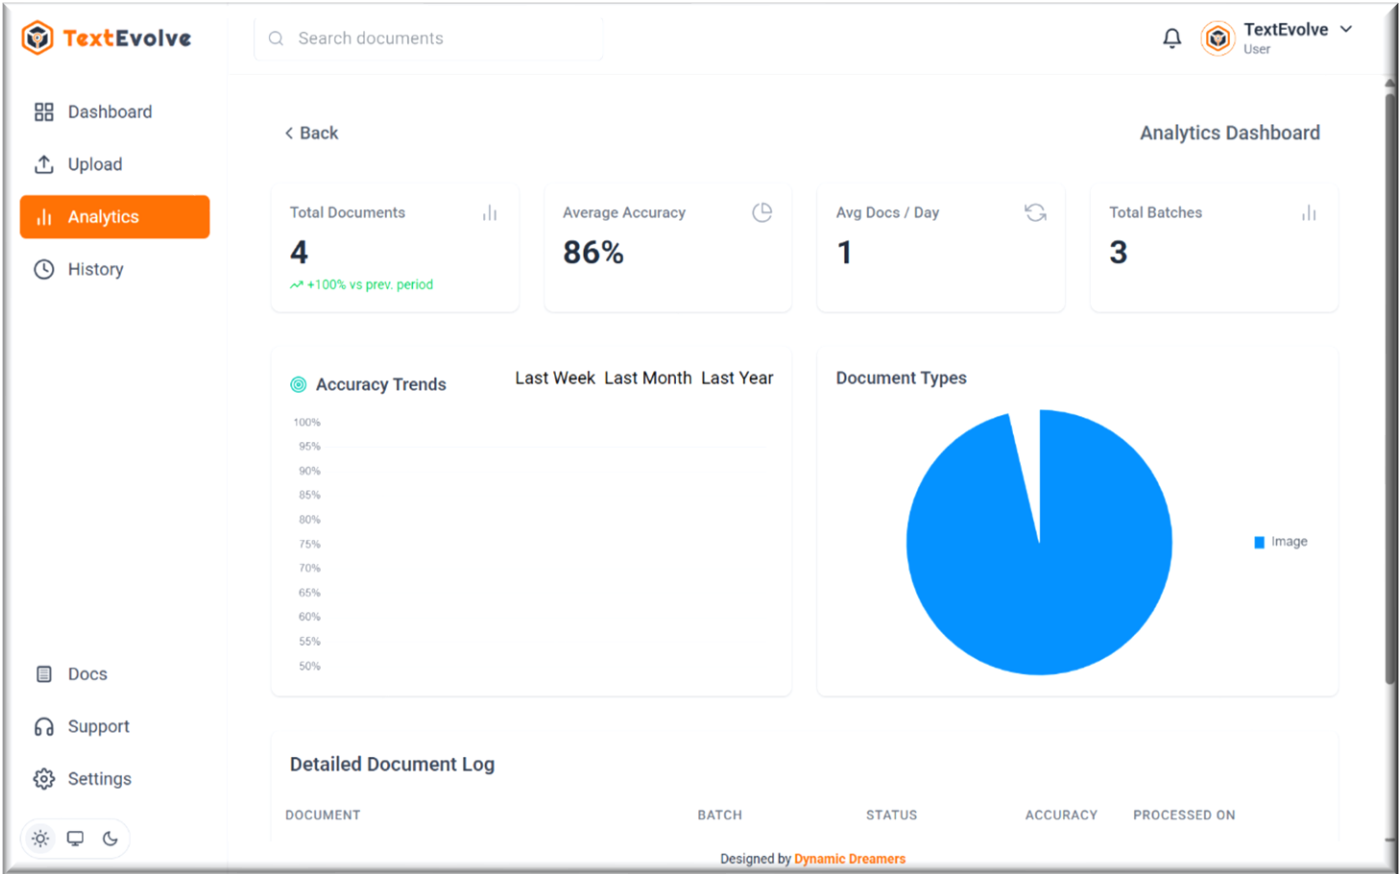 TextEvolve
Search documents
TextEvolve
User
Dashboard
Upload
Analytics
History
Docs
Support
Settings
Back
Analytics Dashboard
Total Documents
4
+100% vs prev. period
Average Accuracy
86%
Avg Docs / Day
1
Total Batches
3
Accuracy Trends
Last Week Last Month Last Year
100%
95%
90%
85%
80%
75%
70%
65%
60%
55%
50%
Document Types
Image
Detailed Document Log
DOCUMENT BATCH STATUS ACCURACY PROCESSED ON
Designed by Dynamic Dreamers